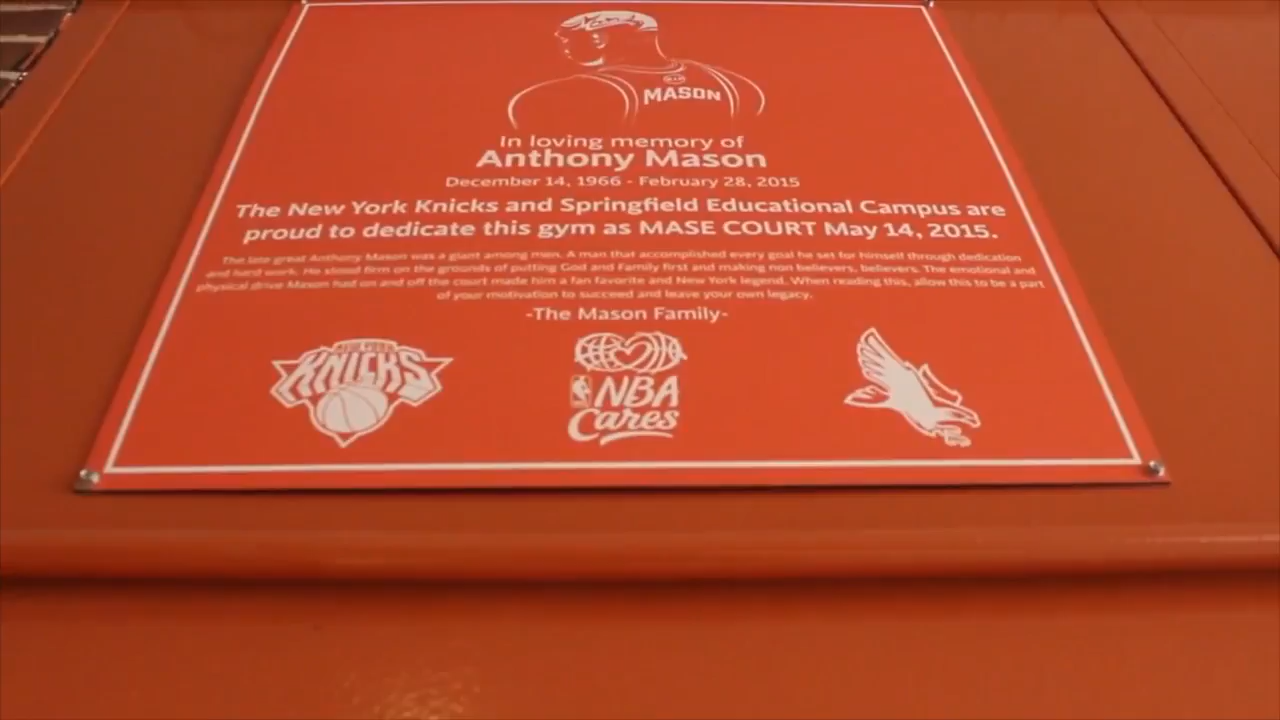 MASON
In loving memory of
Anthony Mason
December 14, 1966 - February 28, 2015
The New York Knicks and Springfield Educational Campus are
proud to dedicate this gym as MASE COURT May 14, 2015.
The late great Anthony Mason was a giant among men. A man that accomplished every goal he set for himself through dedication
and hard work. He stood firm on the grounds of putting God and Family first and making non believers, believers. The emotional and
physical drive Mason had on and off the court made him a fan favorite and New York legend. When reading this, allow this to be a part
of your motivation to succeed and leave your own legacy.
-The Mason Family-
NEW YORK
KNICKS
NBA
Cares